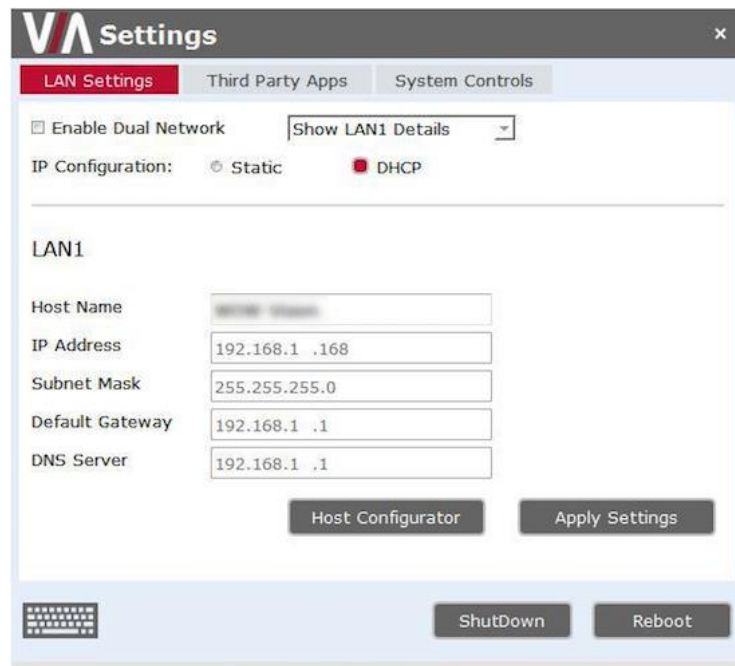 VIA Settings ×
LAN Settings Third Party Apps System Controls
Enable Dual Network Show LAN1 Details
IP Configuration: Static DHCP
LAN1
Host Name
IP Address 192.168.1 .168
Subnet Mask 255.255.255.0
Default Gateway 192.168.1 .1
DNS Server 192.168.1 .1
Host Configurator Apply Settings
ShutDown Reboot